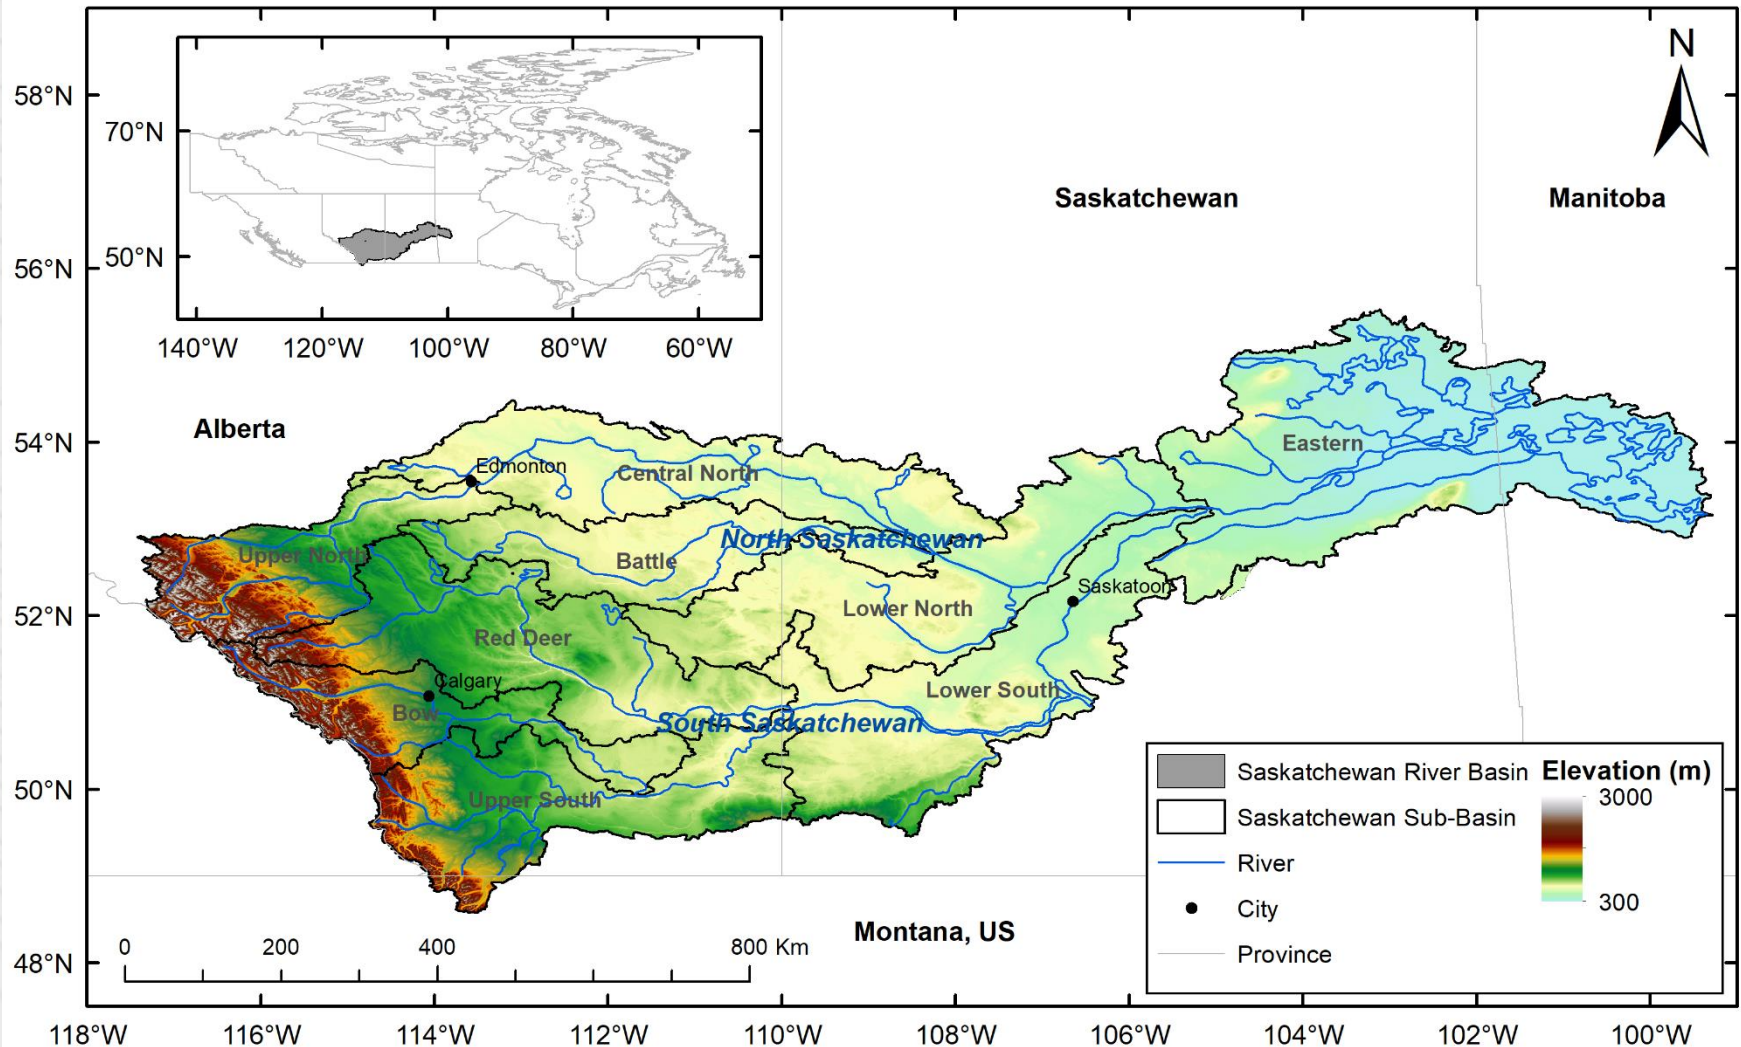 N
58°N
56°N
54°N
52°N
50°N
48°N
70°N
50°N
140°W
120°W
100°W
80°W
60°W
Saskatchewan
Manitoba
Alberta
Edmonton
Central North
Eastern
North Saskatchewan
Upper North
Battle
Saskatoon
Lower North
Red Deer
Calgary
Lower South
Bow
South Saskatchewan
Upper South
Montana, US
0
200
400
800 Km
Saskatchewan River Basin
Saskatchewan Sub-Basin
River
City
Province
Elevation (m)
3000
300
118°W
116°W
114°W
112°W
110°W
108°W
106°W
104°W
102°W
100°W